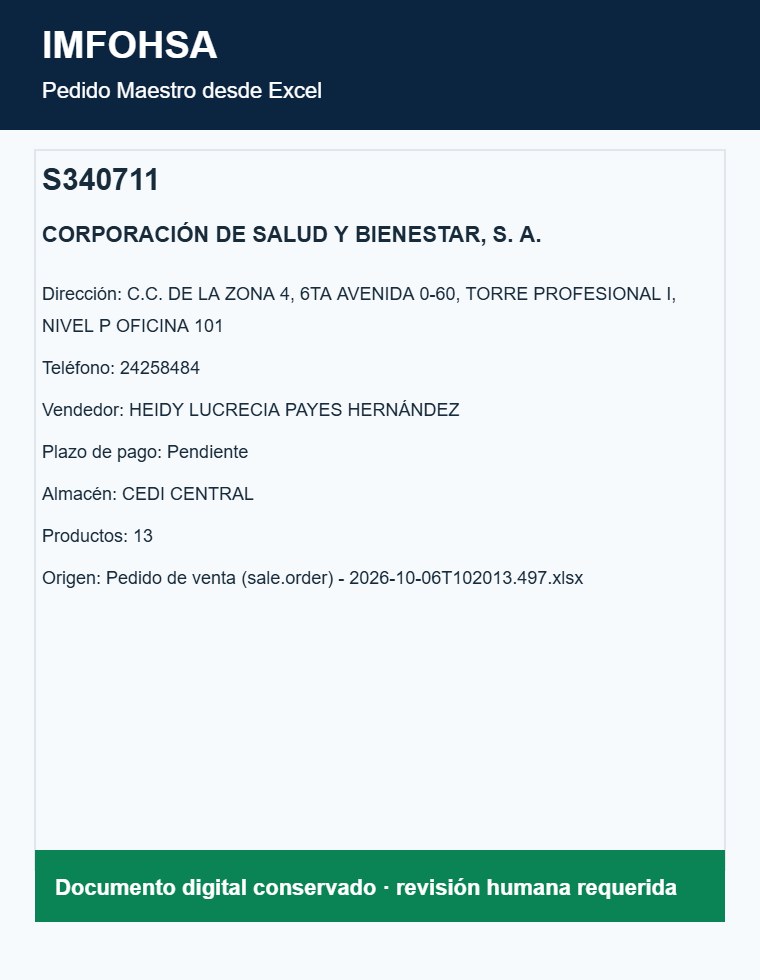 IMFOHSA
Pedido Maestro desde Excel
S340711
CORPORACIÓN DE SALUD Y BIENESTAR, S. A.
Dirección: C.C. DE LA ZONA 4, 6TA AVENIDA 0-60, TORRE PROFESIONAL I,
NIVEL P OFICINA 101
Teléfono: 24258484
Vendedor: HEIDY LUCRECIA PAYES HERNÁNDEZ
Plazo de pago: Pendiente
Almacén: CEDI CENTRAL
Productos: 13
Origen: Pedido de venta (sale.order) - 2026-10-06T102013.497.xlsx
Documento digital conservado · revisión humana requerida